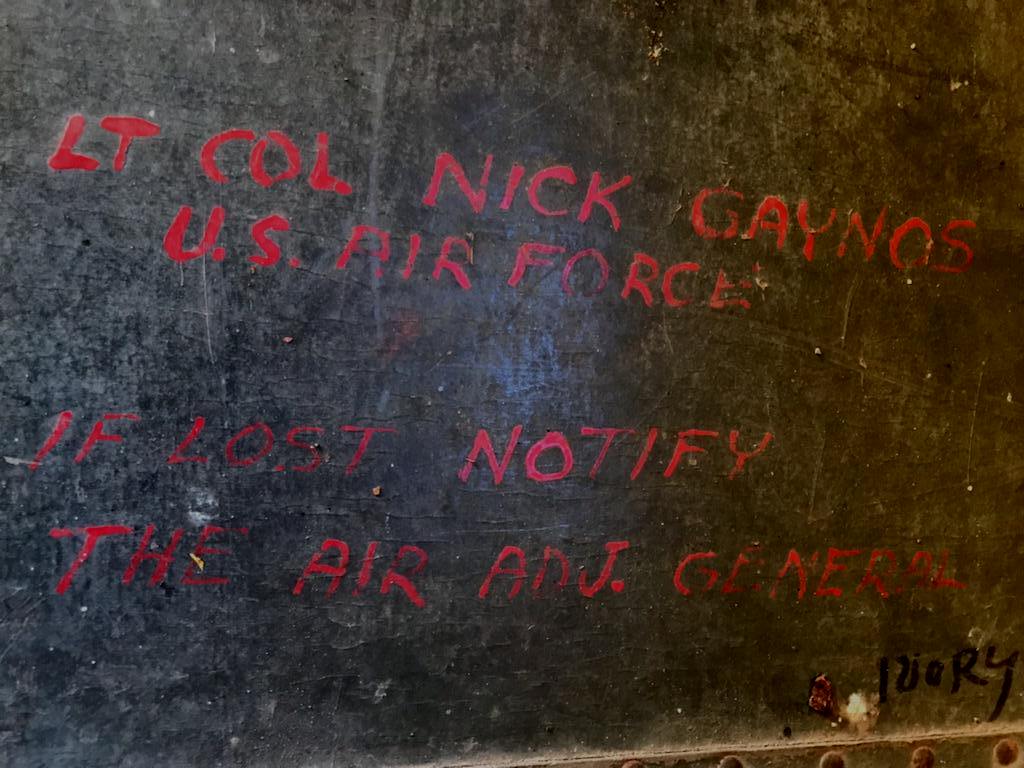 LT COL NICK GAYNOS
U.S. AIR FORCE
IF LOST NOTIFY
THE AIR ADJ. GENERAL
IVORY